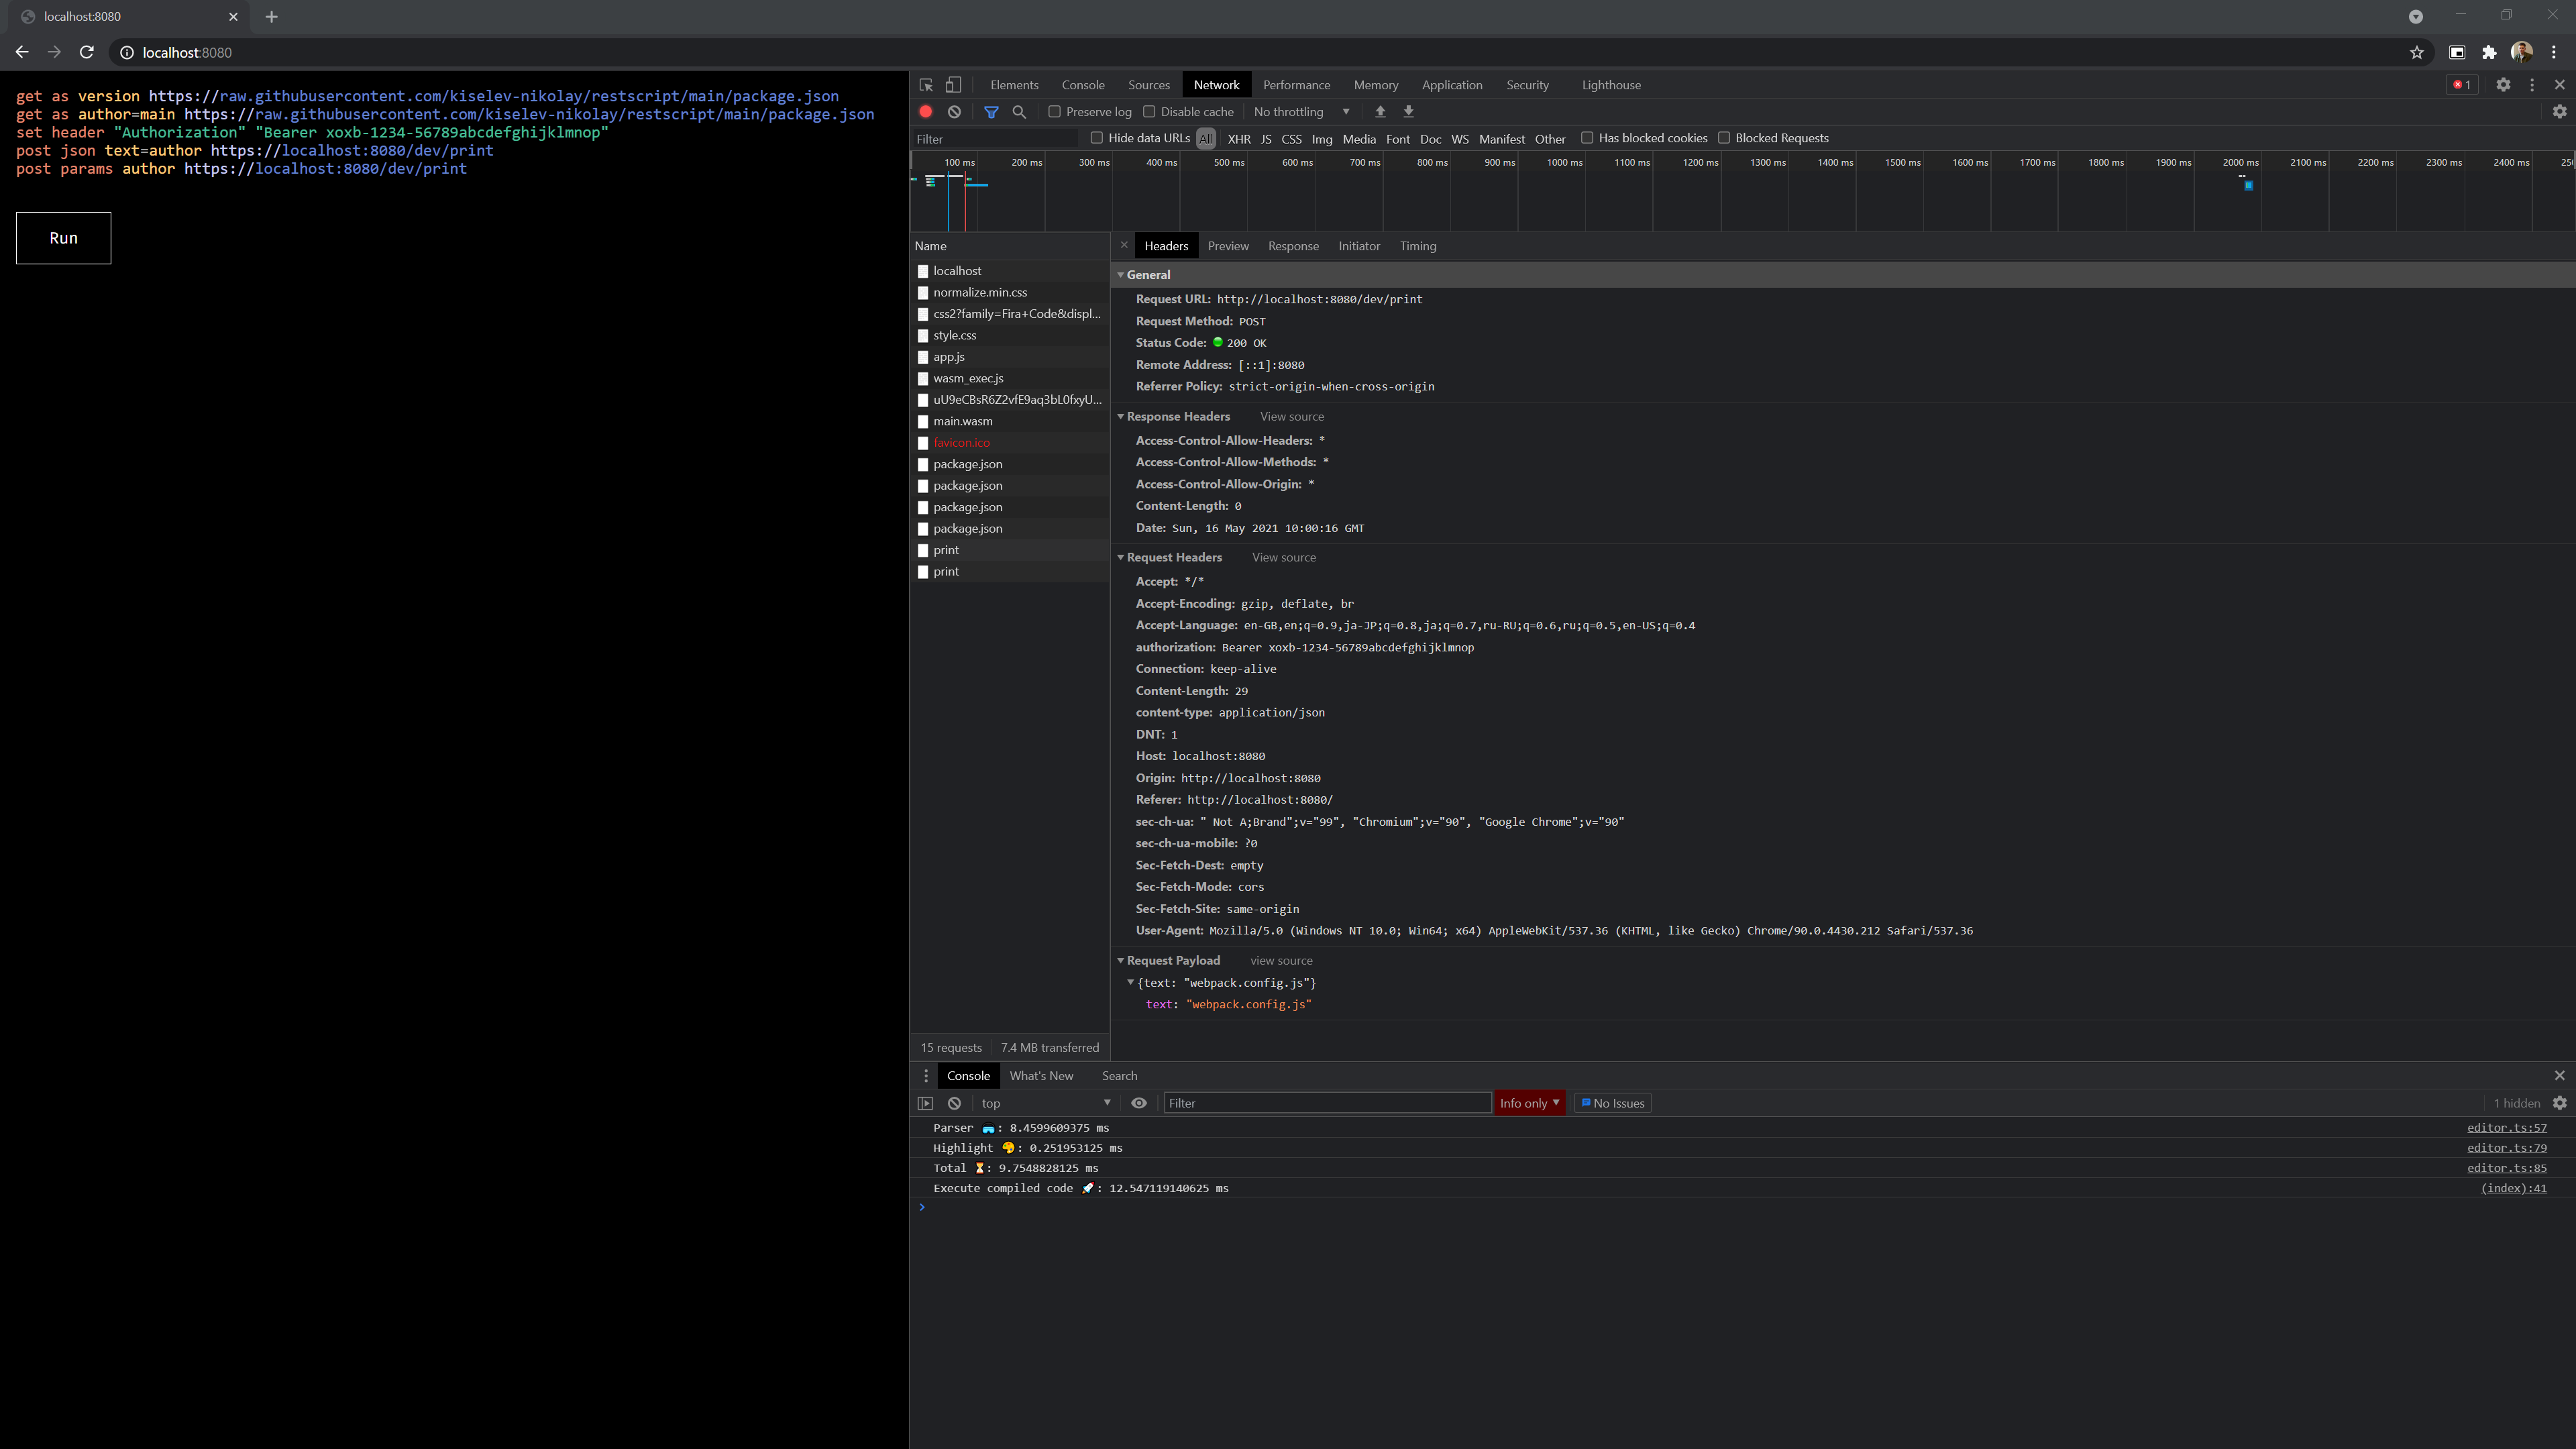 localhost:8080
localhost:8080
get as version https://raw.githubusercontent.com/kiselev-nikolay/restscript/main/package.json
get as author=main https://raw.githubusercontent.com/kiselev-nikolay/restscript/main/package.json
set header "Authorization" "Bearer xoxb-1234-56789abcdefghijklmnop"
post json text=author https://localhost:8080/dev/print
post params author https://localhost:8080/dev/print
Run
Elements Console Sources Network Performance Memory Application Security Lighthouse 1
Preserve log Disable cache No throttling
Filter Hide data URLs All XHR JS CSS Img Media Font Doc WS Manifest Other Has blocked cookies Blocked Requests
100 ms 200 ms 300 ms 400 ms 500 ms 600 ms 700 ms 800 ms 900 ms 1000 ms 1100 ms 1200 ms 1300 ms 1400 ms 1500 ms 1600 ms 1700 ms 1800 ms 1900 ms 2000 ms 2100 ms 2200 ms 2300 ms 2400 ms
Name
localhost
normalize.min.css
css2?family=Fira+Code&displ...
style.css
app.js
wasm_exec.js
uU9eCBsR6Z2vfE9aq3bL0fxyU...
main.wasm
favicon.ico
package.json
package.json
package.json
package.json
print
print
15 requests 7.4 MB transferred
Headers Preview Response Initiator Timing
General
Request URL: http://localhost:8080/dev/print
Request Method: POST
Status Code: 200 OK
Remote Address: [::1]:8080
Referrer Policy: strict-origin-when-cross-origin
Response Headers View source
Access-Control-Allow-Headers: *
Access-Control-Allow-Methods: *
Access-Control-Allow-Origin: *
Content-Length: 0
Date: Sun, 16 May 2021 10:00:16 GMT
Request Headers View source
Accept: */*
Accept-Encoding: gzip, deflate, br
Accept-Language: en-GB,en;q=0.9,ja-JP;q=0.8,ja;q=0.7,ru-RU;q=0.6,ru;q=0.5,en-US;q=0.4
authorization: Bearer xoxb-1234-56789abcdefghijklmnop
Connection: keep-alive
Content-Length: 29
content-type: application/json
DNT: 1
Host: localhost:8080
Origin: http://localhost:8080
Referer: http://localhost:8080/
sec-ch-ua: " Not A;Brand";v="99", "Chromium";v="90", "Google Chrome";v="90"
sec-ch-ua-mobile: ?0
Sec-Fetch-Dest: empty
Sec-Fetch-Mode: cors
Sec-Fetch-Site: same-origin
User-Agent: Mozilla/5.0 (Windows NT 10.0; Win64; x64) AppleWebKit/537.36 (KHTML, like Gecko) Chrome/90.0.4430.212 Safari/537.36
Request Payload view source
{text: "webpack.config.js"}
text: "webpack.config.js"
Console What's New Search
top Filter Info only No Issues 1 hidden
Parser 🥽: 8.4599609375 ms editor.ts:57
Highlight 🎨: 0.251953125 ms editor.ts:79
Total ⌛: 9.7548828125 ms editor.ts:85
Execute compiled code 🚀: 12.547119140625 ms (index):41